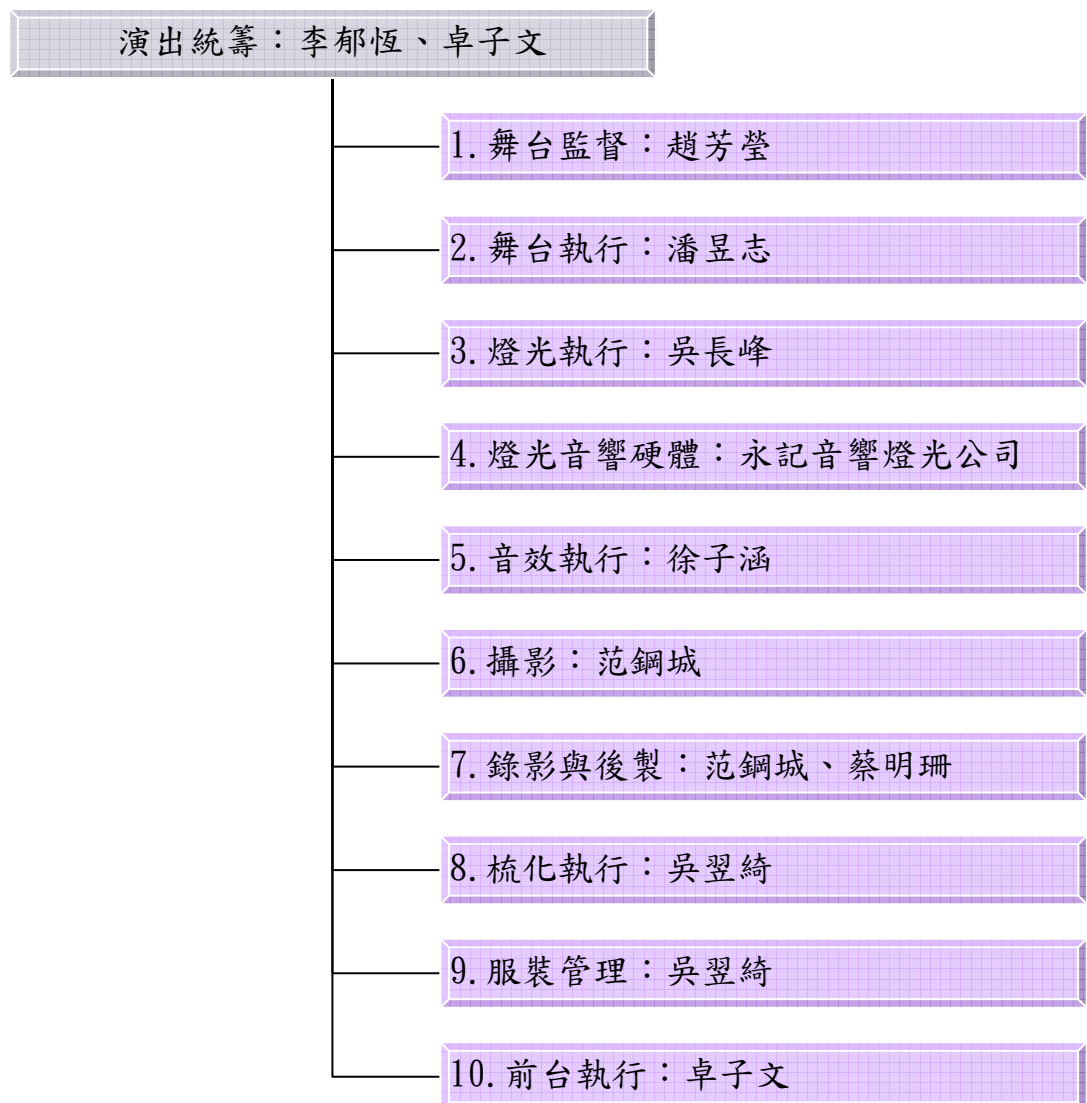 演出統籌：李郁恆、卓子文
1.舞台監督：趙芳瑩
2.舞台執行：潘昱志
3.燈光執行：吳長峰
4.燈光音響硬體：永記音響燈光公司
5.音效執行：徐子涵
6.攝影：范鋼城
7.錄影與後製：范鋼城、蔡明珊
8.梳化執行：吳翌綺
9.服裝管理：吳翌綺
10.前台執行：卓子文